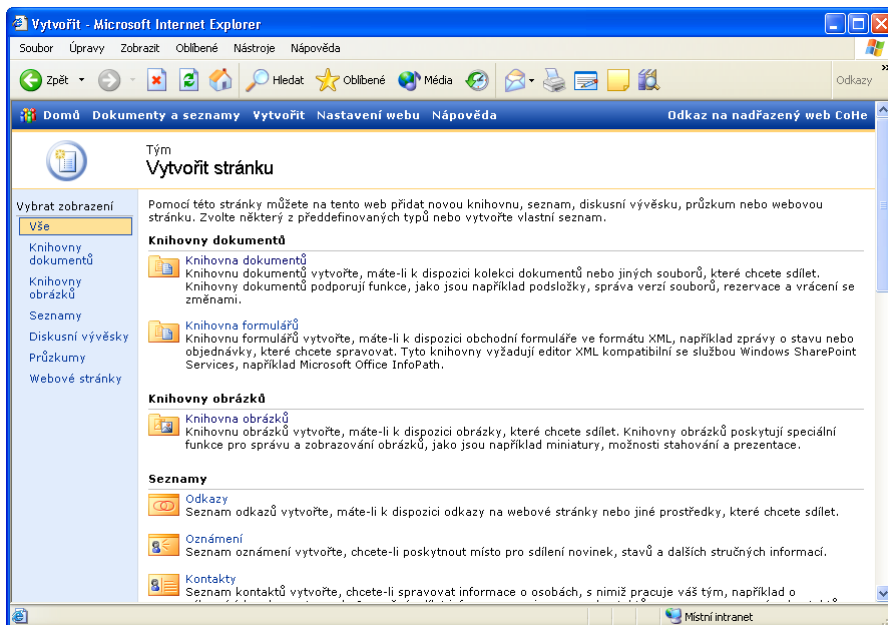 Vytvořit - Microsoft Internet Explorer
Soubor Úpravy Zobrazit Oblíbené Nástroje Nápověda
Zpět Hledat Oblíbené Média Odkazy
Domů Dokumenty a seznamy Vytvořit Nastavení webu Nápověda Odkaz na nadřazený web CoHe
Tým
Vytvořit stránku
Vybrat zobrazení
Vše
Knihovny
dokumentů
Knihovny
obrázků
Seznamy
Diskusní vývěsky
Průzkumy
Webové stránky
Pomocí této stránky můžete na tento web přidat novou knihovnu, seznam, diskusní vývěsku, průzkum nebo webovou
stránku. Zvolte některý z předdefinovaných typů nebo vytvořte vlastní seznam.
Knihovny dokumentů
Knihovna dokumentů
Knihovnu dokumentů vytvořte, máte-li k dispozici kolekci dokumentů nebo jiných souborů, které chcete sdílet.
Knihovny dokumentů podporují funkce, jako jsou například podsložky, správa verzí souborů, rezervace a vrácení se
změnami.
Knihovna formulářů
Knihovnu formulářů vytvořte, máte-li k dispozici obchodní formuláře ve formátu XML, například zprávy o stavu nebo
objednávky, které chcete spravovat. Tyto knihovny vyžadují editor XML kompatibilní se službou Windows SharePoint
Services, například Microsoft Office InfoPath.
Knihovny obrázků
Knihovna obrázků
Knihovnu obrázků vytvořte, máte-li k dispozici obrázky, které chcete sdílet. Knihovny obrázků poskytují speciální
funkce pro správu a zobrazování obrázků, jako jsou například miniatury, možnosti stahování a prezentace.
Seznamy
Odkazy
Seznam odkazů vytvořte, máte-li k dispozici odkazy na webové stránky nebo jiné prostředky, které chcete sdílet.
Oznámení
Seznam oznámení vytvořte, chcete-li poskytnout místo pro sdílení novinek, stavů a dalších stručných informací.
Kontakty
Seznam kontaktů vytvořte, chcete-li spravovat informace o osobách, s nimiž pracuje váš tým, například o
Místní intranet